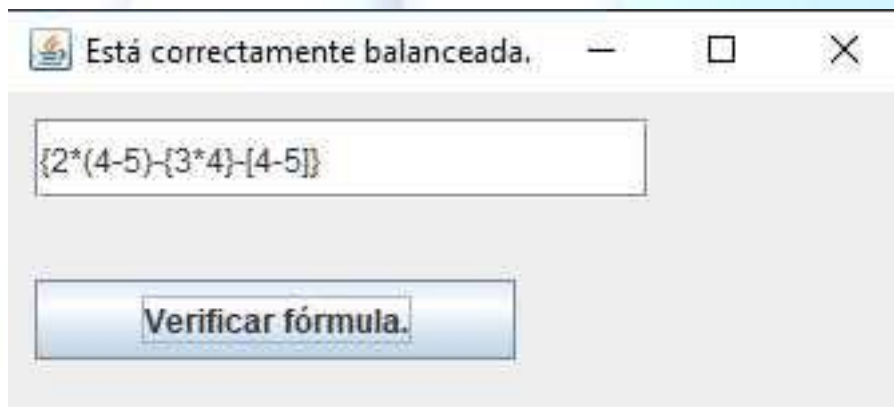 Está correctamente balanceada.
{2*(4-5)-{3*4}-[4-5]}
Verificar fórmula.